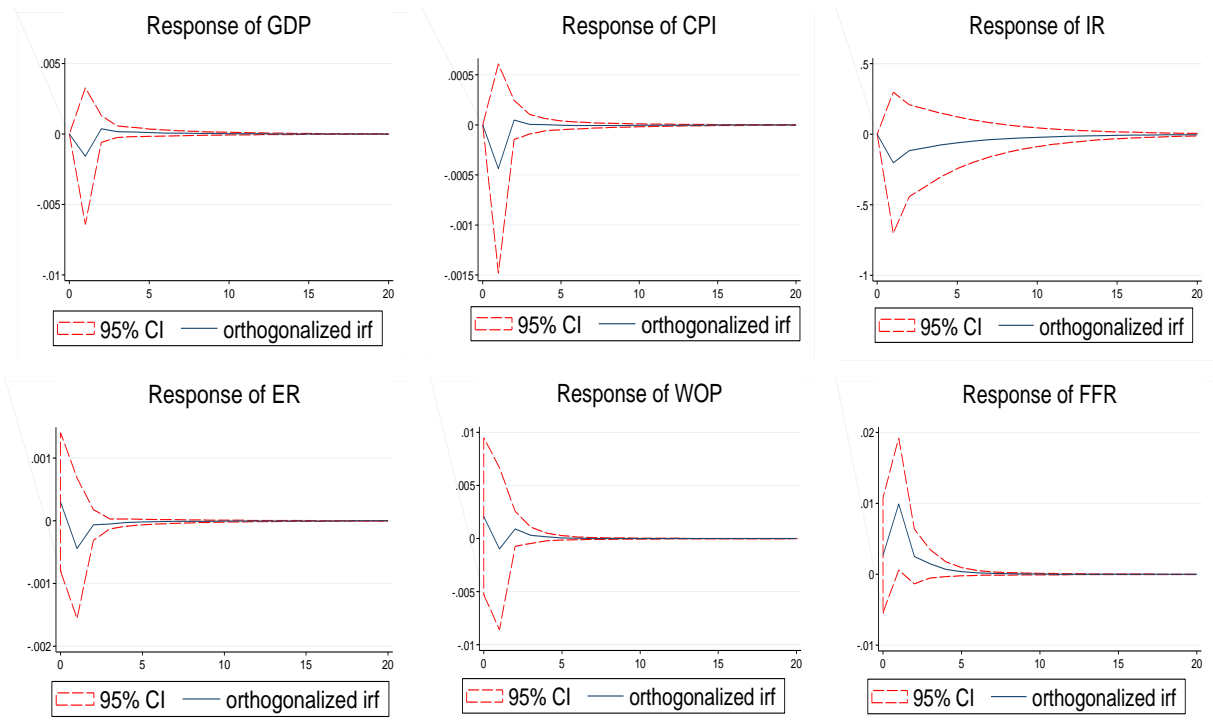 Response of GDP
.005
0
-.005
-.01
0 5 10 15 20
95% CI orthogonalized irf
Response of CPI
.0005
0
-.0005
-.001
-.0015
0 5 10 15 20
95% CI orthogonalized irf
Response of IR
.5
0
-.5
-1
0 5 10 15 20
95% CI orthogonalized irf
Response of ER
.001
0
-.001
-.002
0 5 10 15 20
95% CI orthogonalized irf
Response of WOP
.01
.005
0
-.005
-.01
0 5 10 15 20
95% CI orthogonalized irf
Response of FFR
.02
.01
0
-.01
0 5 10 15 20
95% CI orthogonalized irf